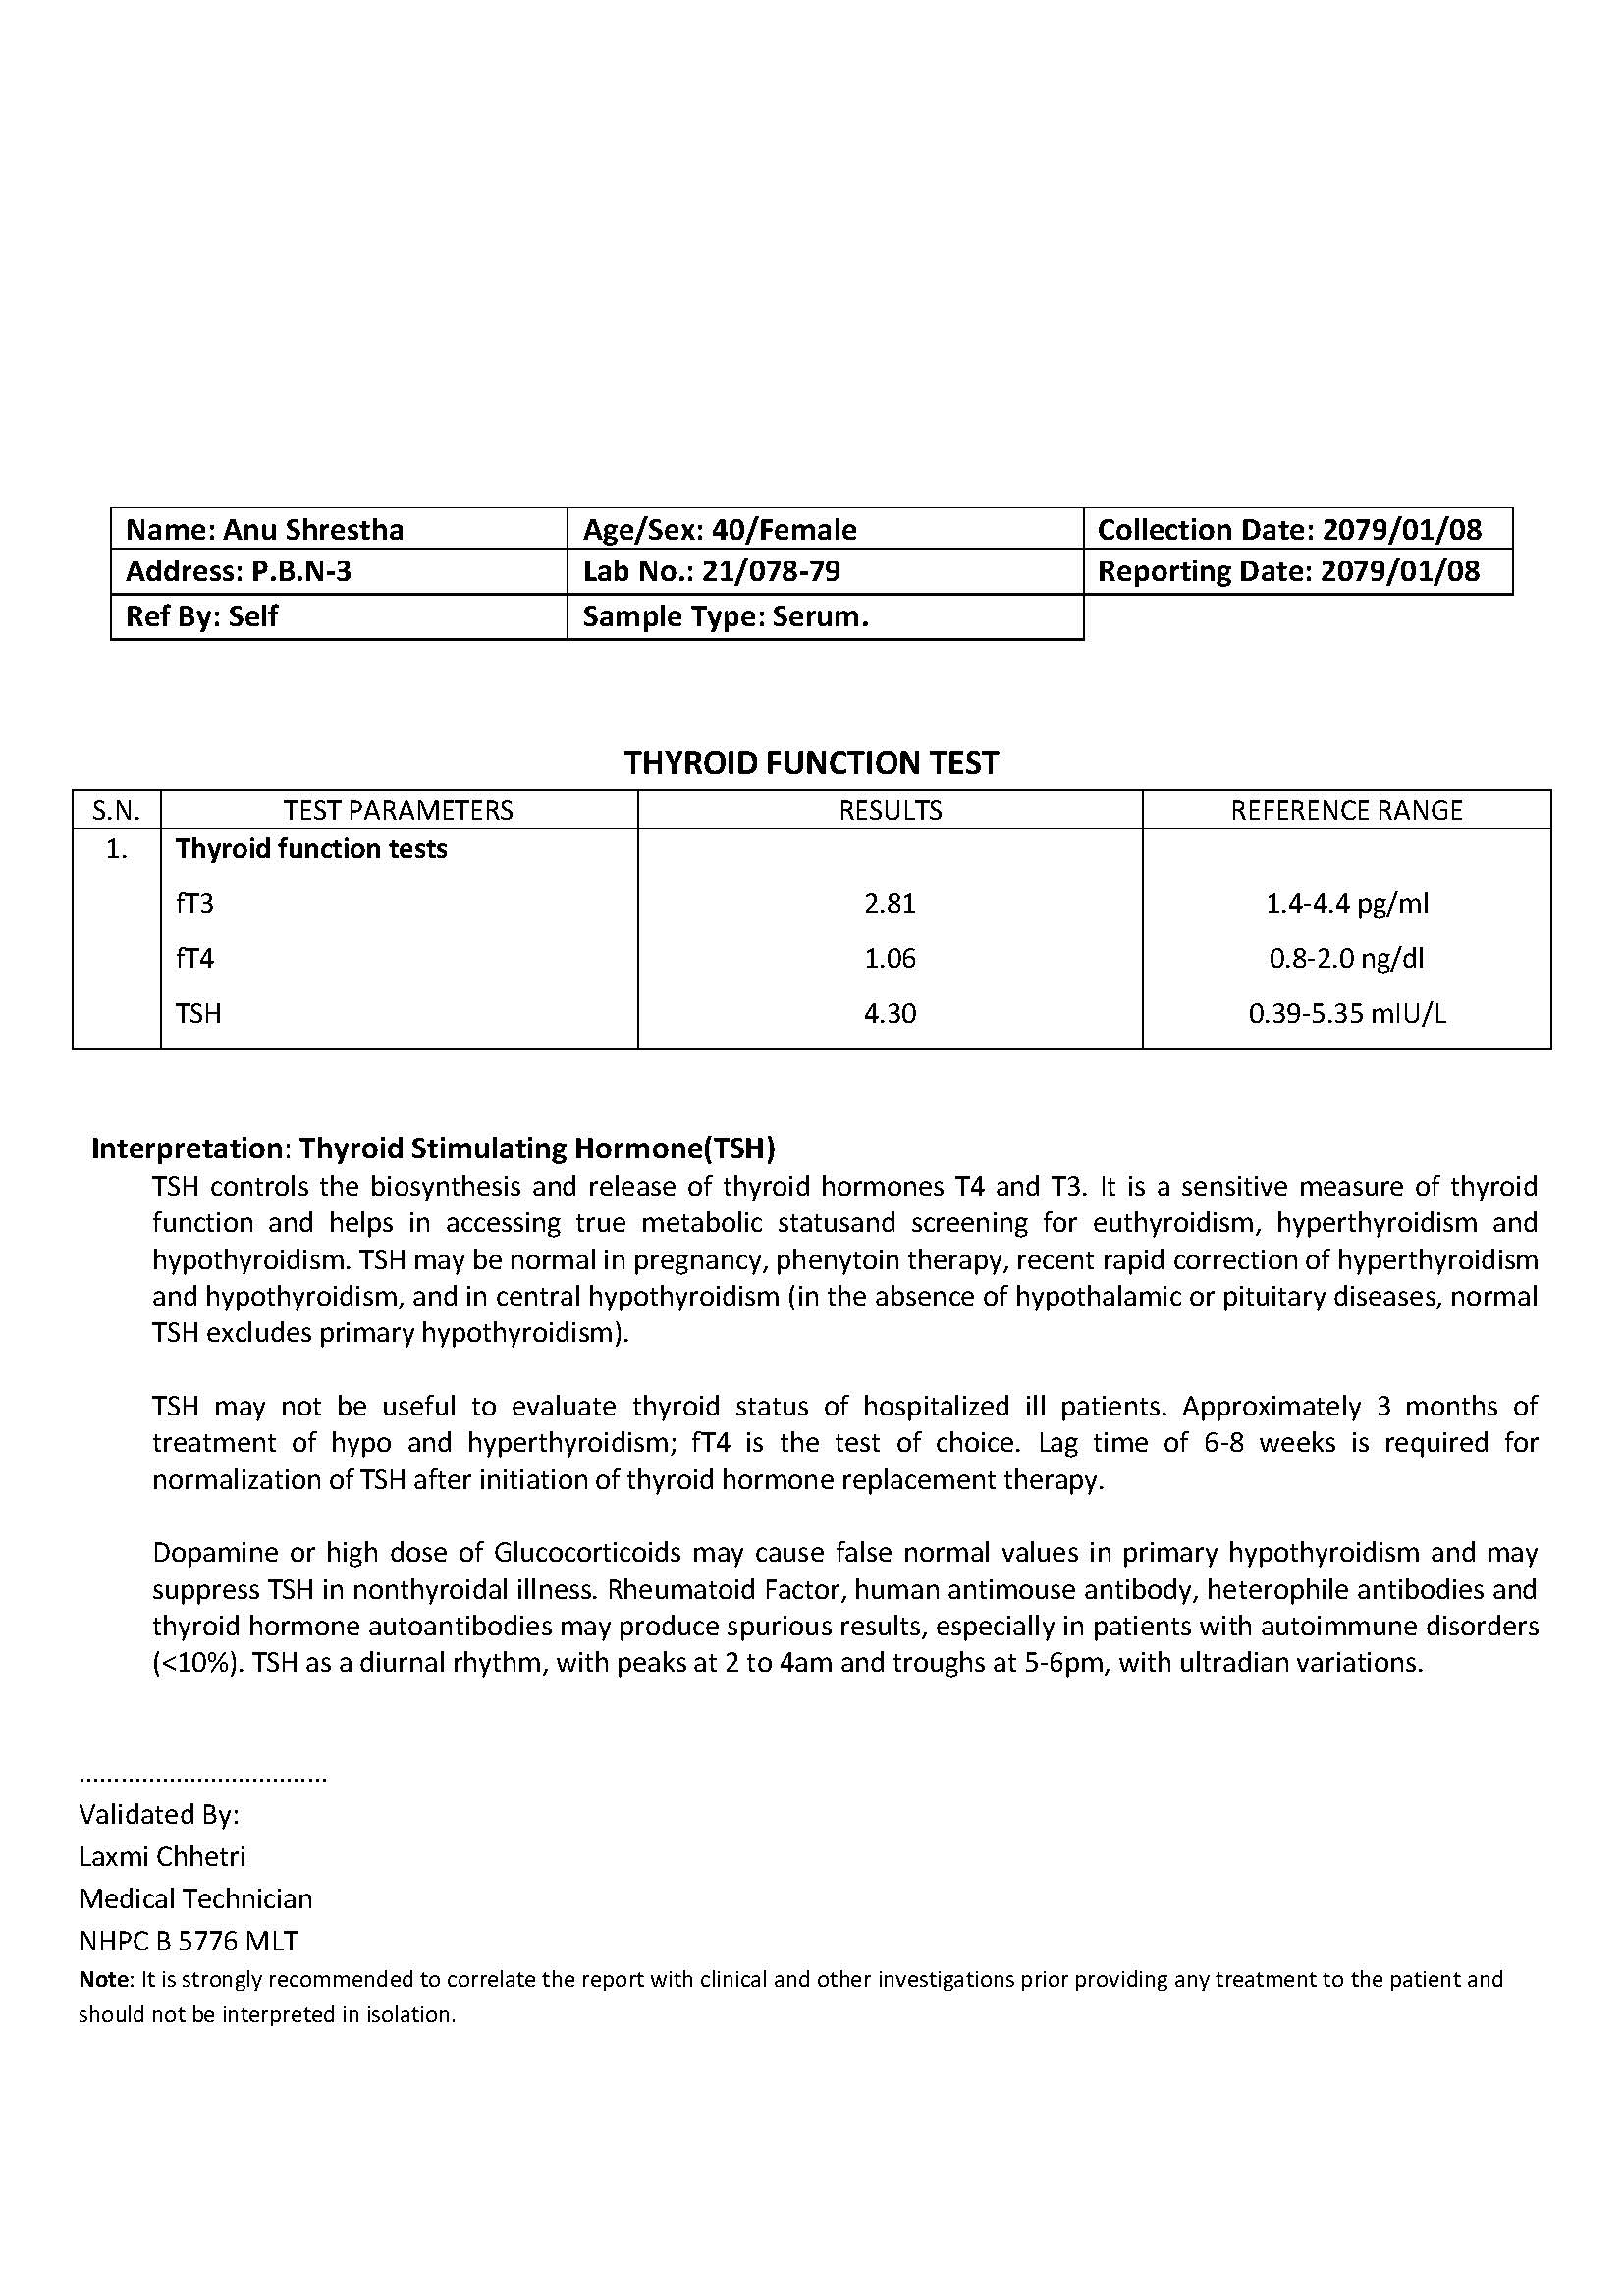 Name: Anu Shrestha Age/Sex: 40/Female Collection Date: 2079/01/08
Address: P.B.N-3 Lab No.: 21/078-79 Reporting Date: 2079/01/08
Ref By: Self Sample Type: Serum.
THYROID FUNCTION TEST
S.N. TEST PARAMETERS RESULTS REFERENCE RANGE
1. Thyroid function tests
fT3 2.81 1.4-4.4 pg/ml
fT4 1.06 0.8-2.0 ng/dl
TSH 4.30 0.39-5.35 mIU/L
Interpretation: Thyroid Stimulating Hormone(TSH)
TSH controls the biosynthesis and release of thyroid hormones T4 and T3. It is a sensitive measure of thyroid
function and helps in accessing true metabolic statusand screening for euthyroidism, hyperthyroidism and
hypothyroidism. TSH may be normal in pregnancy, phenytoin therapy, recent rapid correction of hyperthyroidism
and hypothyroidism, and in central hypothyroidism (in the absence of hypothalamic or pituitary diseases, normal
TSH excludes primary hypothyroidism).
TSH may not be useful to evaluate thyroid status of hospitalized ill patients. Approximately 3 months of
treatment of hypo and hyperthyroidism; fT4 is the test of choice. Lag time of 6-8 weeks is required for
normalization of TSH after initiation of thyroid hormone replacement therapy.
Dopamine or high dose of Glucocorticoids may cause false normal values in primary hypothyroidism and may
suppress TSH in nonthyroidal illness. Rheumatoid Factor, human antimouse antibody, heterophile antibodies and
thyroid hormone autoantibodies may produce spurious results, especially in patients with autoimmune disorders
(<10%). TSH as a diurnal rhythm, with peaks at 2 to 4am and troughs at 5-6pm, with ultradian variations.
....................................
Validated By:
Laxmi Chhetri
Medical Technician
NHPC B 5776 MLT
Note: It is strongly recommended to correlate the report with clinical and other investigations prior providing any treatment to the patient and
should not be interpreted in isolation.